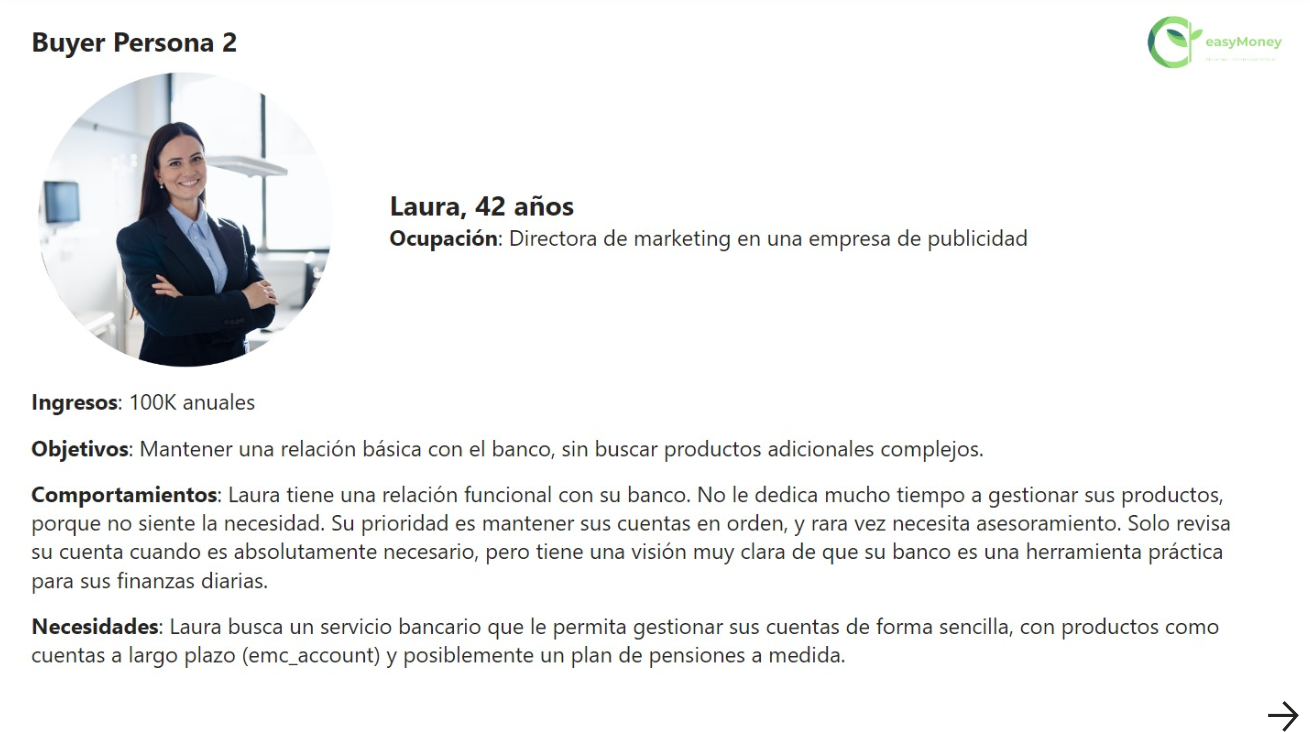 Buyer Persona 2
easyMoney
Laura, 42 años
Ocupación: Directora de marketing en una empresa de publicidad
Ingresos: 100K anuales
Objetivos: Mantener una relación básica con el banco, sin buscar productos adicionales complejos.
Comportamientos: Laura tiene una relación funcional con su banco. No le dedica mucho tiempo a gestionar sus productos,
porque no siente la necesidad. Su prioridad es mantener sus cuentas en orden, y rara vez necesita asesoramiento. Solo revisa
su cuenta cuando es absolutamente necesario, pero tiene una visión muy clara de que su banco es una herramienta práctica
para sus finanzas diarias.
Necesidades: Laura busca un servicio bancario que le permita gestionar sus cuentas de forma sencilla, con productos como
cuentas a largo plazo (emc_account) y posiblemente un plan de pensiones a medida.